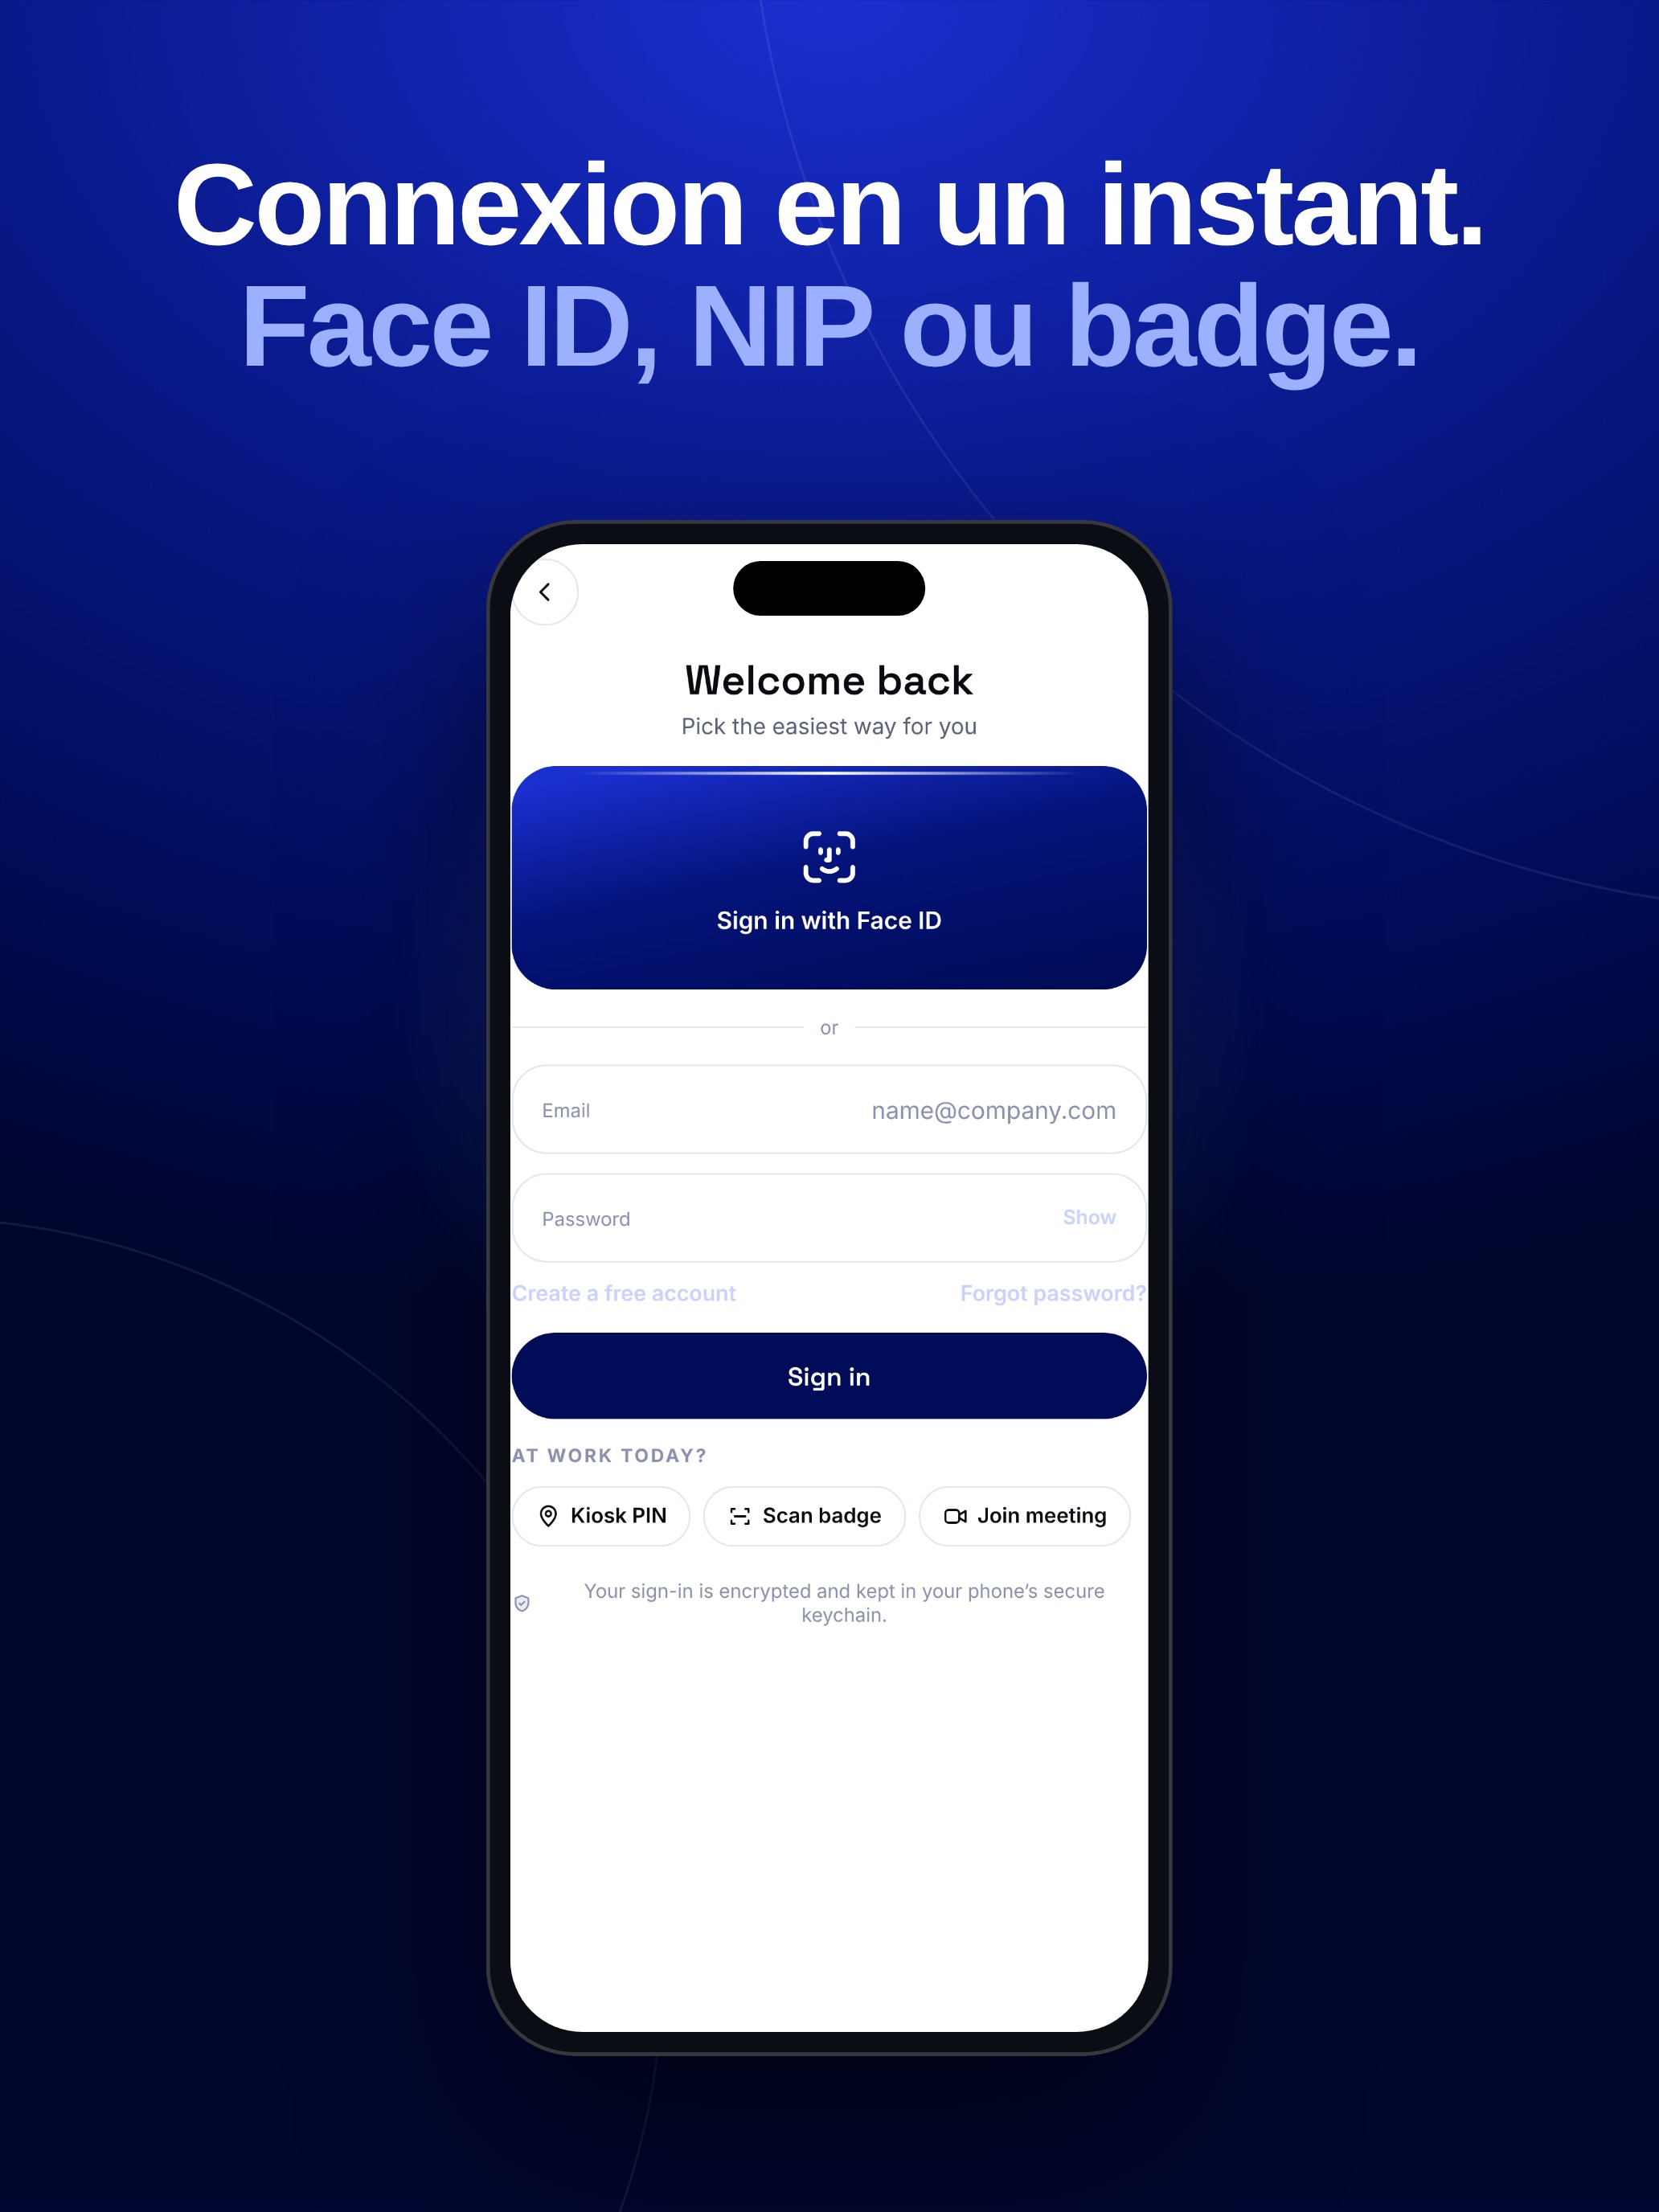 Connexion en un instant.
Face ID, NIP ou badge.
Welcome back
Pick the easiest way for you
Sign in with Face ID
or
Email name@company.com
Password Show
Create a free account Forgot password?
Sign in
AT WORK TODAY?
Kiosk PIN Scan badge Join meeting
Your sign-in is encrypted and kept in your phone’s secure
keychain.